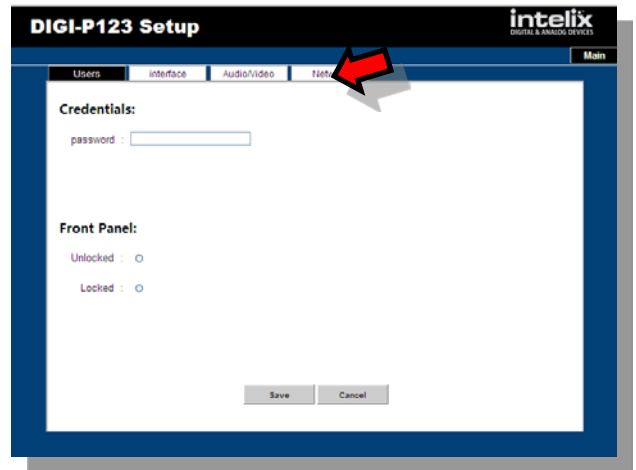 DIGI-P123 Setup
intelix
DIGITAL & ANALOG DEVICES
Main
Users Interface Audio/Video
Credentials:
password :
Front Panel:
Unlocked :
Locked :
Save Cancel